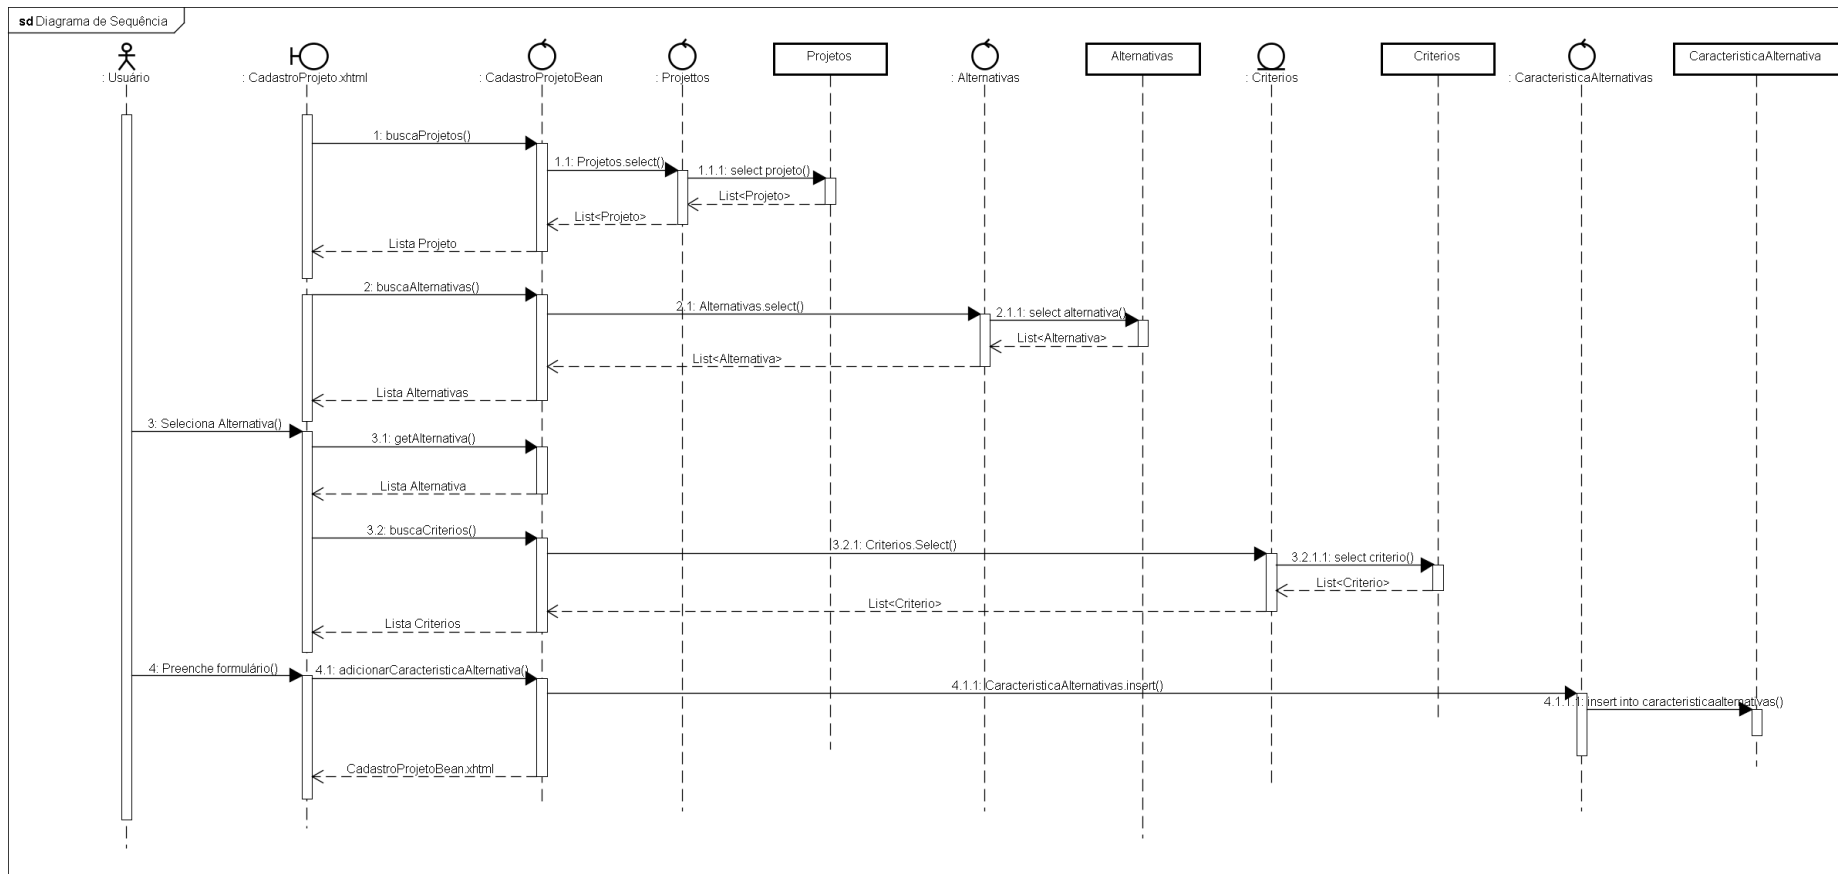 sd Diagrama de Sequência
: Usuário
: CadastroProjeto.xhtml
: CadastroProjetoBean
: Projettos
Projetos
: Alternativas
Alternativas
: Criterios
Criterios
: CaracteristicaAlternativas
CaracteristicaAlternativa
1: buscaProjetos()
1.1: Projetos.select()
1.1.1: select projeto()
List<Projeto>
List<Projeto>
Lista Projeto
2: buscaAlternativas()
2.1: Alternativas.select()
2.1.1: select alternativa()
List<Alternativa>
List<Alternativa>
Lista Alternativas
3: Seleciona Alternativa()
3.1: getAlternativa()
Lista Alternativa
3.2: buscaCriterios()
3.2.1: Criterios.Select()
3.2.1.1: select criterio()
List<Criterio>
List<Criterio>
Lista Criterios
4: Preenche formulário()
4.1: adicionarCaracteristicaAlternativa()
4.1.1: CaracteristicaAlternativas.insert()
4.1.1.1: insert into caracteristicaalternativas()
CadastroProjetoBean.xhtml